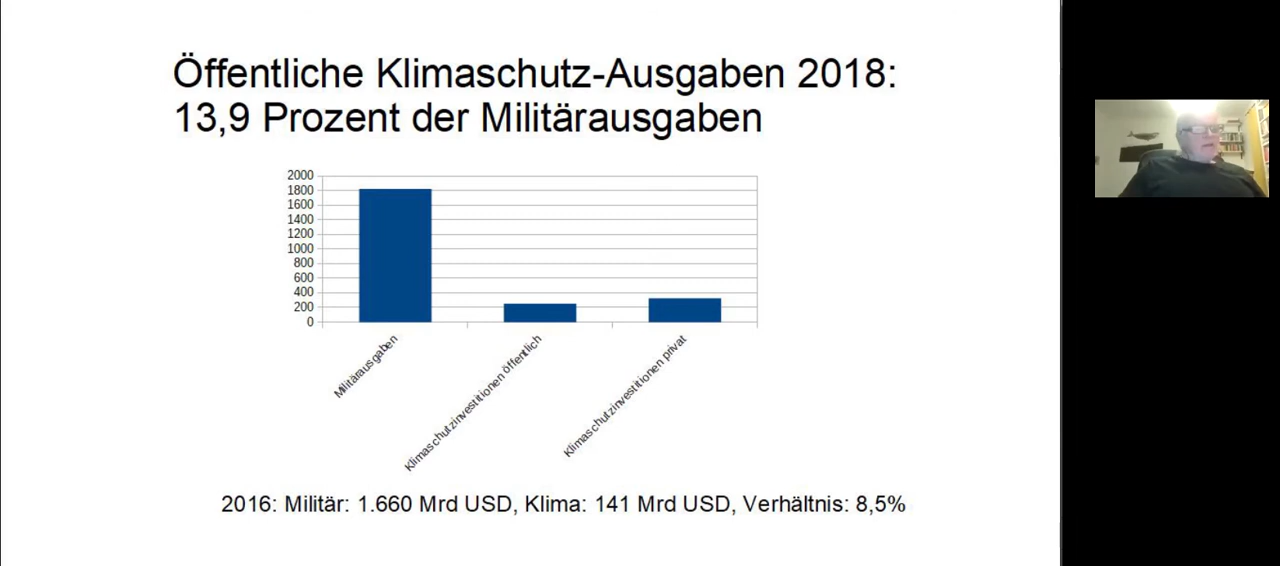 Öffentliche Klimaschutz-Ausgaben 2018:
13,9 Prozent der Militärausgaben
2000
1800
1600
1400
1200
1000
800
600
400
200
0
Militärausgaben
Klimaschutzinvestitionen öffentlich
Klimaschutzinvestitionen privat
2016: Militär: 1.660 Mrd USD, Klima: 141 Mrd USD, Verhältnis: 8,5%